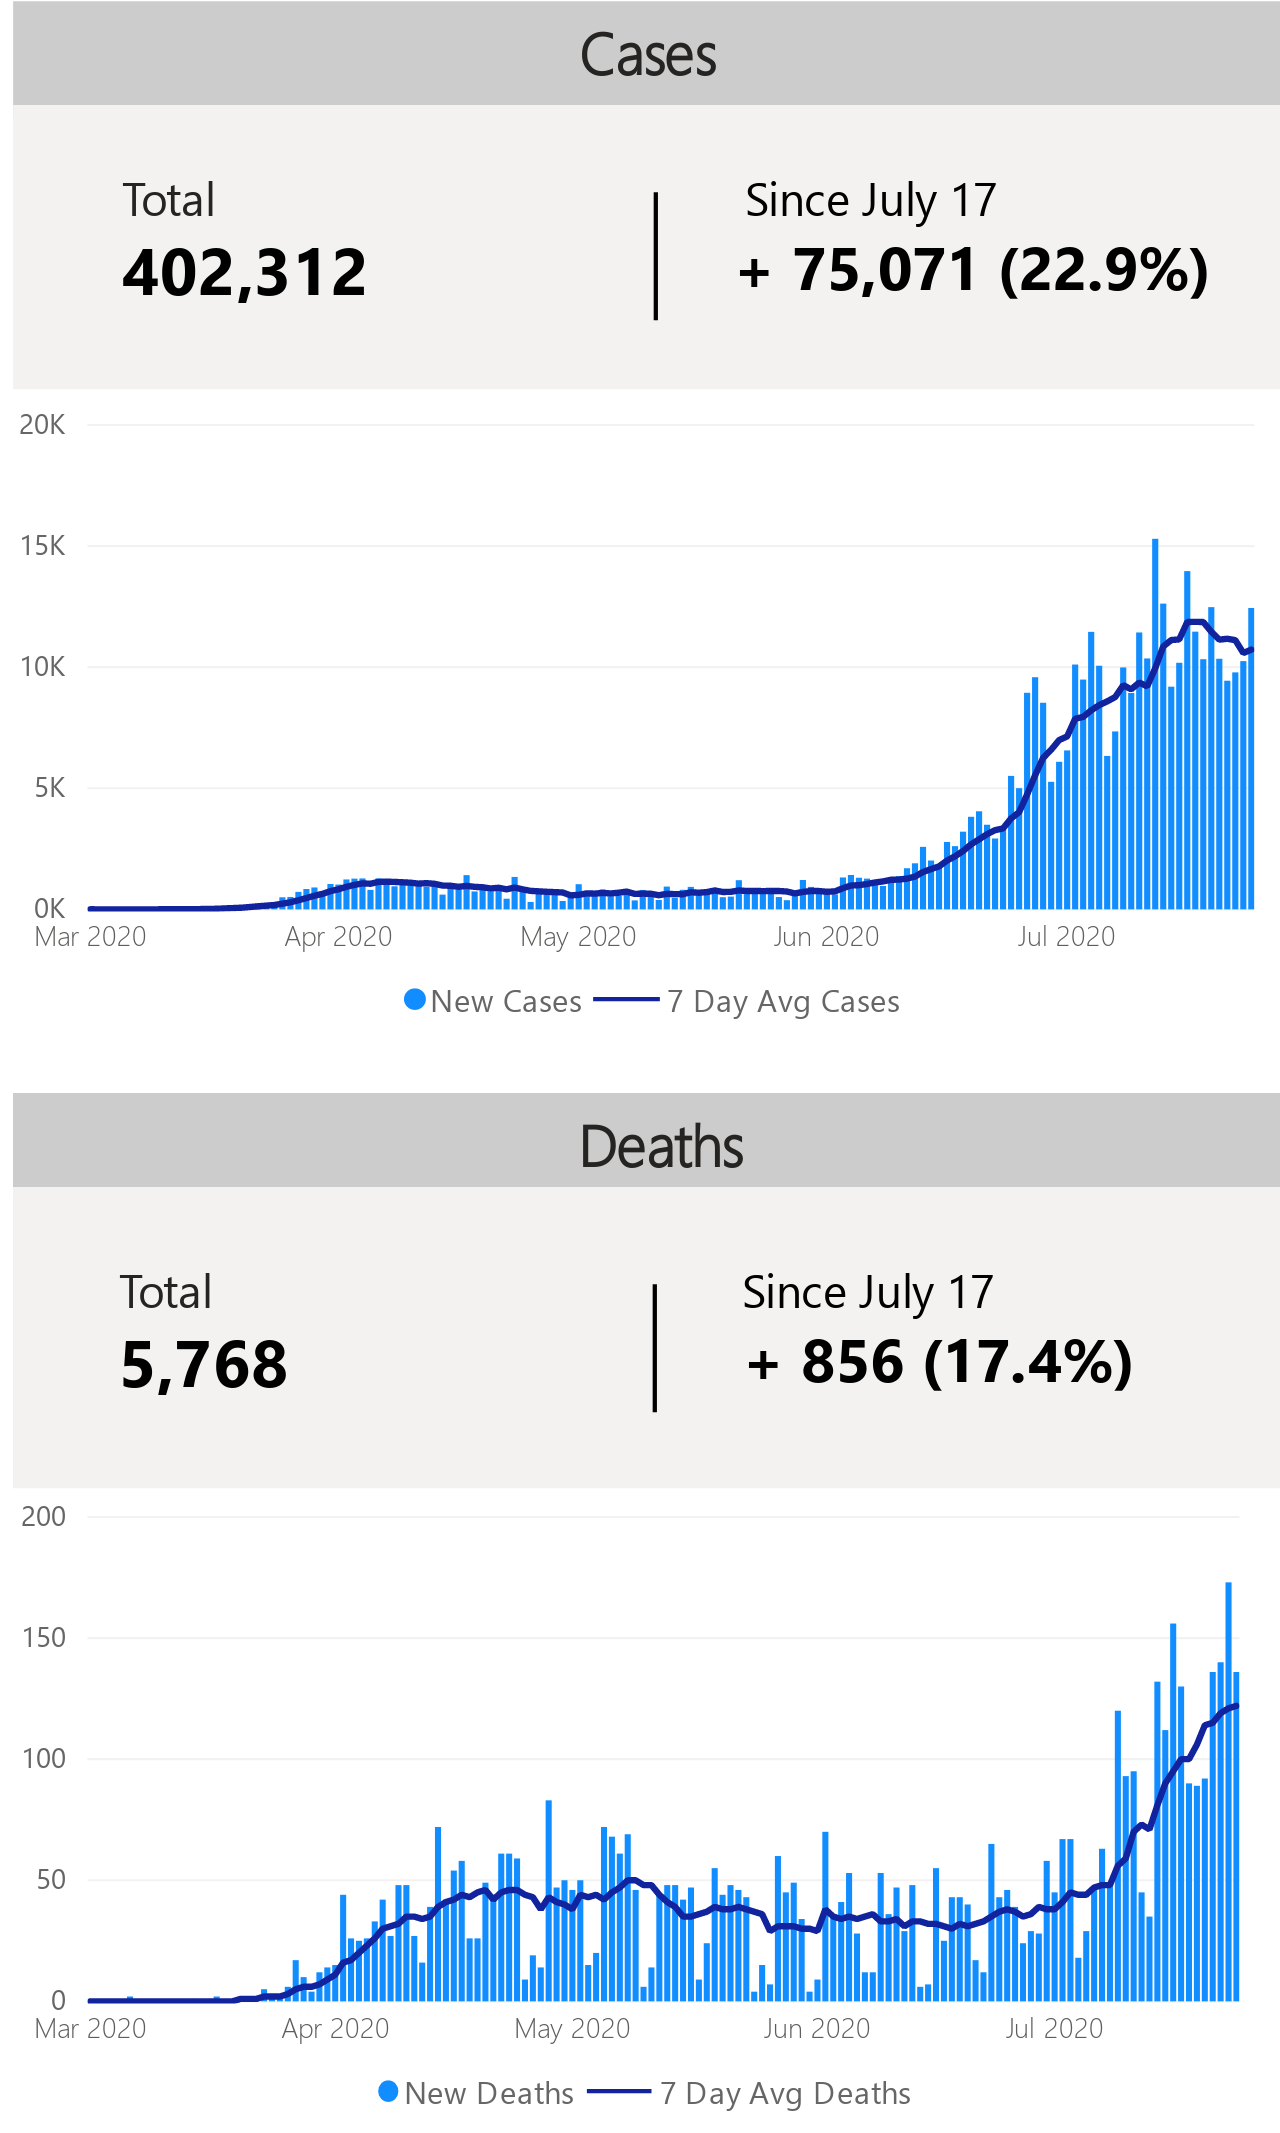 Cases
Total
Since July 17
402,312
+ 75,071 (22.9%)
20K
15K
10K
5K
0K
Mar 2020
Apr 2020
May 2020
Jun 2020
Jul 2020
New Cases
7 Day Avg Cases
Deaths
Total
Since July 17
5,768
+ 856 (17.4%)
200
150
100
50
0
Mar 2020
Apr 2020
May 2020
Jun 2020
Jul 2020
New Deaths
7 Day Avg Deaths